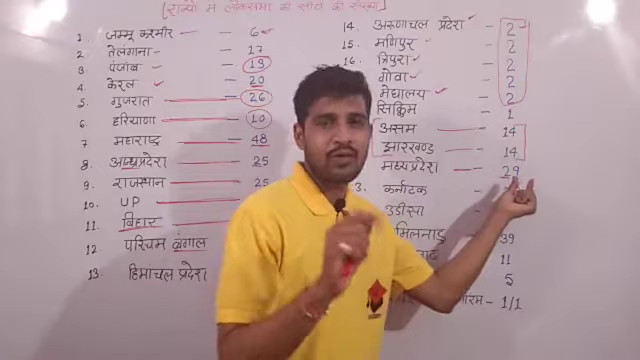 [राज्यो में लोकसभा की सीटो की संख्या]
1. जम्मू कश्मीर - 6
2 तेलंगाना - 17
3. पंजाब - 13
4. केरल - 20
5. गुजरात - 26
6. हरियाणा - 10
7 महाराष्ट्र - 48
8. आन्ध्रप्रदेश - 25
9. राजस्थान - 25
10. UP
11. बिहार
12. पश्चिम बंगाल
13. हिमांचल प्रदेश
14. अरूणाचल प्रदेश - 2
15. मणिपुर - 2
16. त्रिपुरा - 2
गोवा - 2
मेघालय - 2
सिक्किम - 1
असम - 14
झारखण्ड - 14
मध्यप्रदेश - 29
3. कर्नाटक -
उडीसा
मिलनाडु 39
11
5
- 1/1